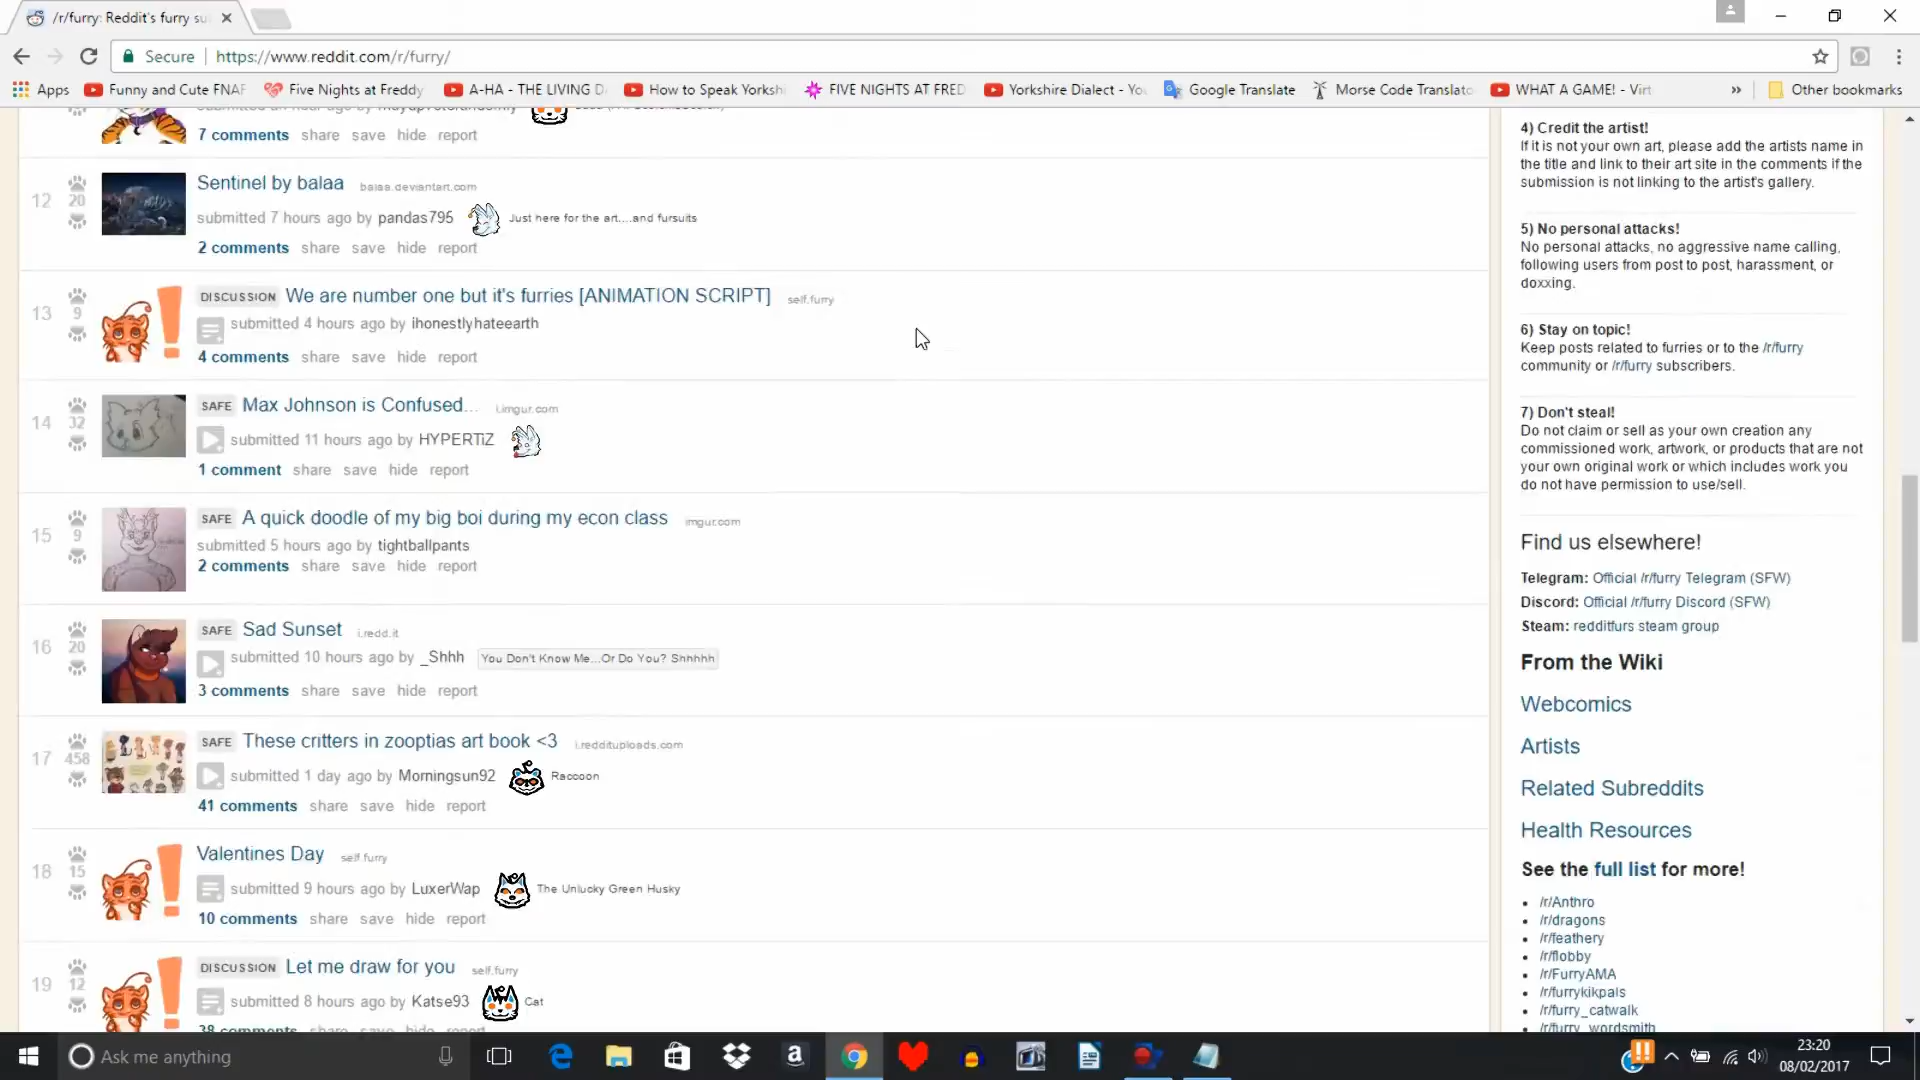 /r/furry: Reddit's furry su
Secure
https://www.reddit.com/r/furry/
Apps
Funny and Cute FNAF
Five Nights at Freddy
A-HA - THE LIVING D
How to Speak Yorksh
FIVE NIGHTS AT FRED
Yorkshire Dialect - Yo
Google Translate
Morse Code Translato
WHAT A GAME! - Virt
»
Other bookmarks
7 comments share save hide report
12
20
Sentinel by balaa balaa.deviantart.com
submitted 7 hours ago by pandas795 Just here for the art....and fursuits
2 comments share save hide report
13
9
DISCUSSION We are number one but it's furries [ANIMATION SCRIPT] self.furry
submitted 4 hours ago by ihonestlyhateearth
4 comments share save hide report
14
32
SAFE Max Johnson is Confused... i.imgur.com
submitted 11 hours ago by HYPERTiZ
1 comment share save hide report
15
9
SAFE A quick doodle of my big boi during my econ class imgur.com
submitted 5 hours ago by tightballpants
2 comments share save hide report
16
20
SAFE Sad Sunset i.redd.it
submitted 10 hours ago by _Shhh You Don't Know Me...Or Do You? Shhhhh
3 comments share save hide report
17
458
SAFE These critters in zooptias art book <3 i.reddituploads.com
submitted 1 day ago by Morningsun92 Raccoon
41 comments share save hide report
18
15
Valentines Day self.furry
submitted 9 hours ago by LuxerWap The Unlucky Green Husky
10 comments share save hide report
19
12
DISCUSSION Let me draw for you self.furry
submitted 8 hours ago by Katse93 Cat
38 comments share save hide report
4) Credit the artist!
If it is not your own art, please add the artists name in
the title and link to their art site in the comments if the
submission is not linking to the artist's gallery.
5) No personal attacks!
No personal attacks, no aggressive name calling,
following users from post to post, harassment, or
doxxing.
6) Stay on topic!
Keep posts related to furries or to the /r/furry
community or /r/furry subscribers.
7) Don't steal!
Do not claim or sell as your own creation any
commissioned work, artwork, or products that are not
your own original work or which includes work you
do not have permission to use/sell.
Find us elsewhere!
Telegram: Official /r/furry Telegram (SFW)
Discord: Official /r/furry Discord (SFW)
Steam: redditfurs steam group
From the Wiki
Webcomics
Artists
Related Subreddits
Health Resources
See the full list for more!
/r/Anthro
/r/dragons
/r/feathery
/r/flobby
/r/FurryAMA
/r/furrykikpals
/r/furry_catwalk
/r/furry_wordsmith
Ask me anything
23:20
08/02/2017